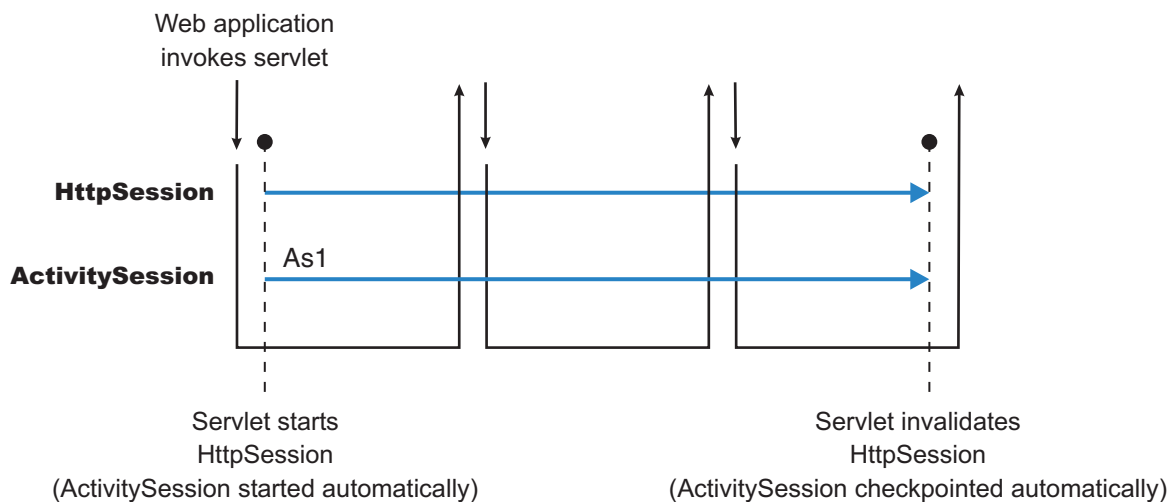 Web application
invokes servlet
HttpSession
As1
ActivitySession
Servlet starts
HttpSession
(ActivitySession started automatically)
Servlet invalidates
HttpSession
(ActivitySession checkpointed automatically)